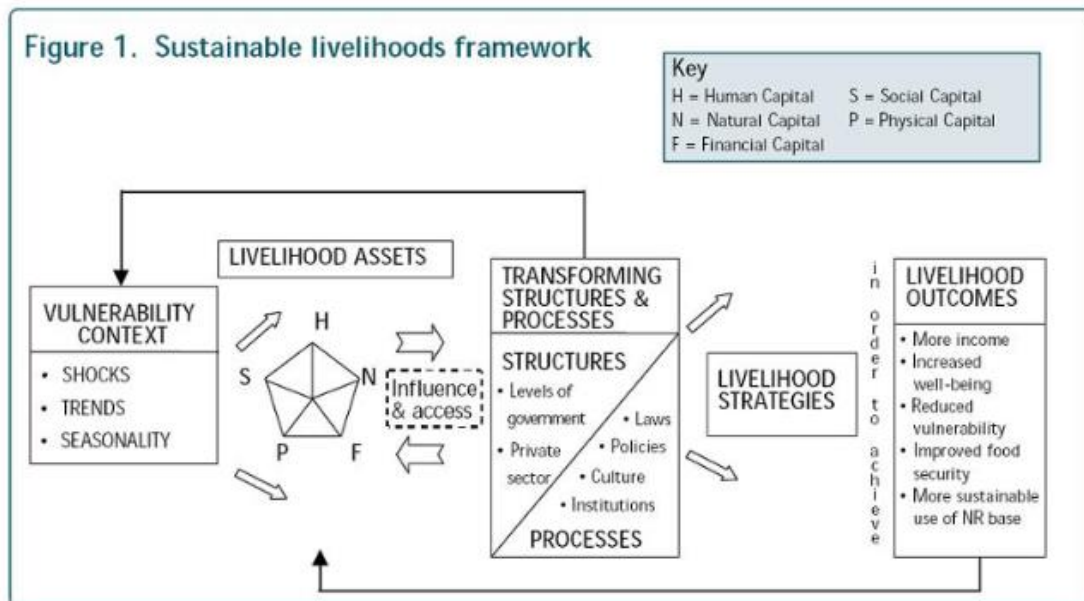 Figure 1. Sustainable livelihoods framework
Key
H = Human Capital S = Social Capital
N = Natural Capital P = Physical Capital
F = Financial Capital
LIVELIHOOD ASSETS
VULNERABILITY
CONTEXT
• SHOCKS
• TRENDS
• SEASONALITY
H
S
N
P
F
Influence
& access
TRANSFORMING
STRUCTURES &
PROCESSES
STRUCTURES
• Levels of
government
• Private
sector
• Laws
• Policies
• Culture
• Institutions
PROCESSES
LIVELIHOOD
STRATEGIES
in order to achieve
LIVELIHOOD
OUTCOMES
• More income
• Increased
well-being
• Reduced
vulnerability
• Improved food
security
• More sustainable
use of NR base